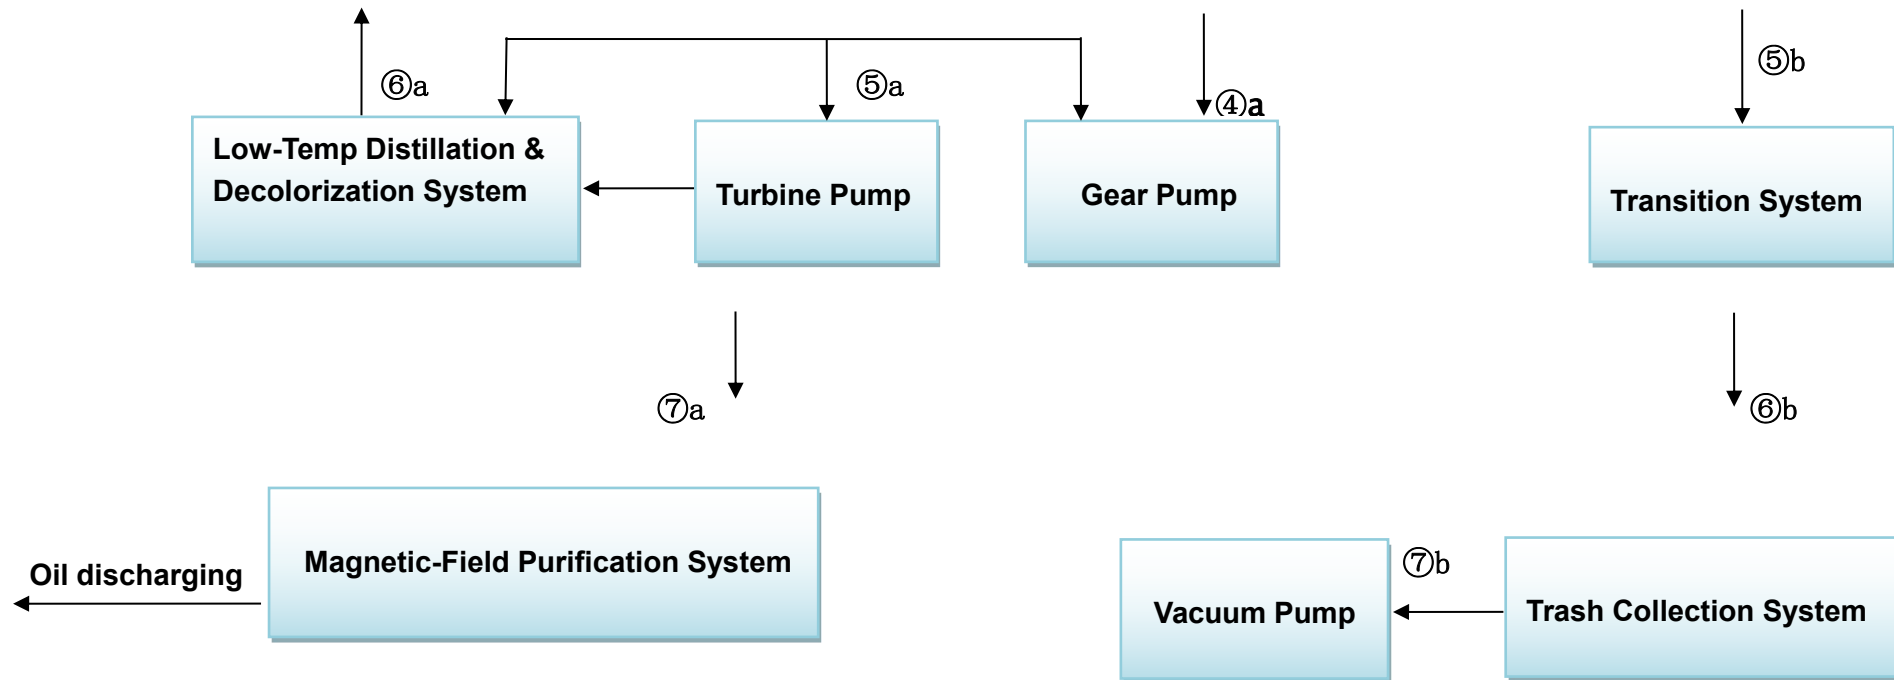 ⑥a
⑤a
④a
⑤b
Low-Temp Distillation &
Decolorization System
Turbine Pump
Gear Pump
Transition System
⑦a
⑥b
Magnetic-Field Purification System
Oil discharging
⑦b
Vacuum Pump
Trash Collection System